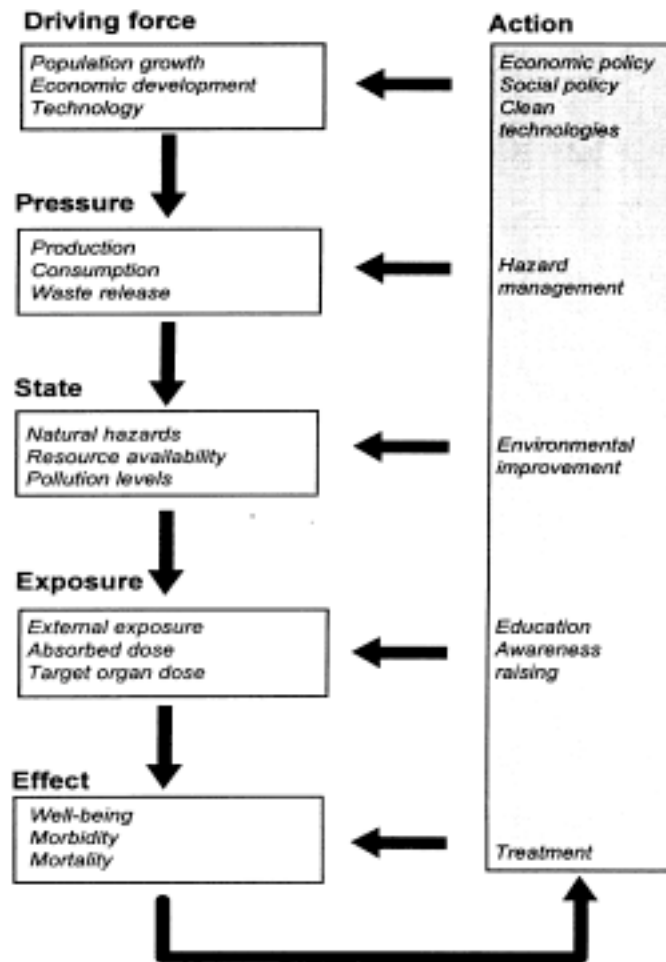 Driving force
Population growth
Economic development
Technology
Pressure
Production
Consumption
Waste release
State
Natural hazards
Resource availability
Pollution levels
Exposure
External exposure
Absorbed dose
Target organ dose
Effect
Well-being
Morbidity
Mortality
Action
Economic policy
Social policy
Clean
technologies
Hazard
management
Environmental
improvement
Education
Awareness
raising
Treatment